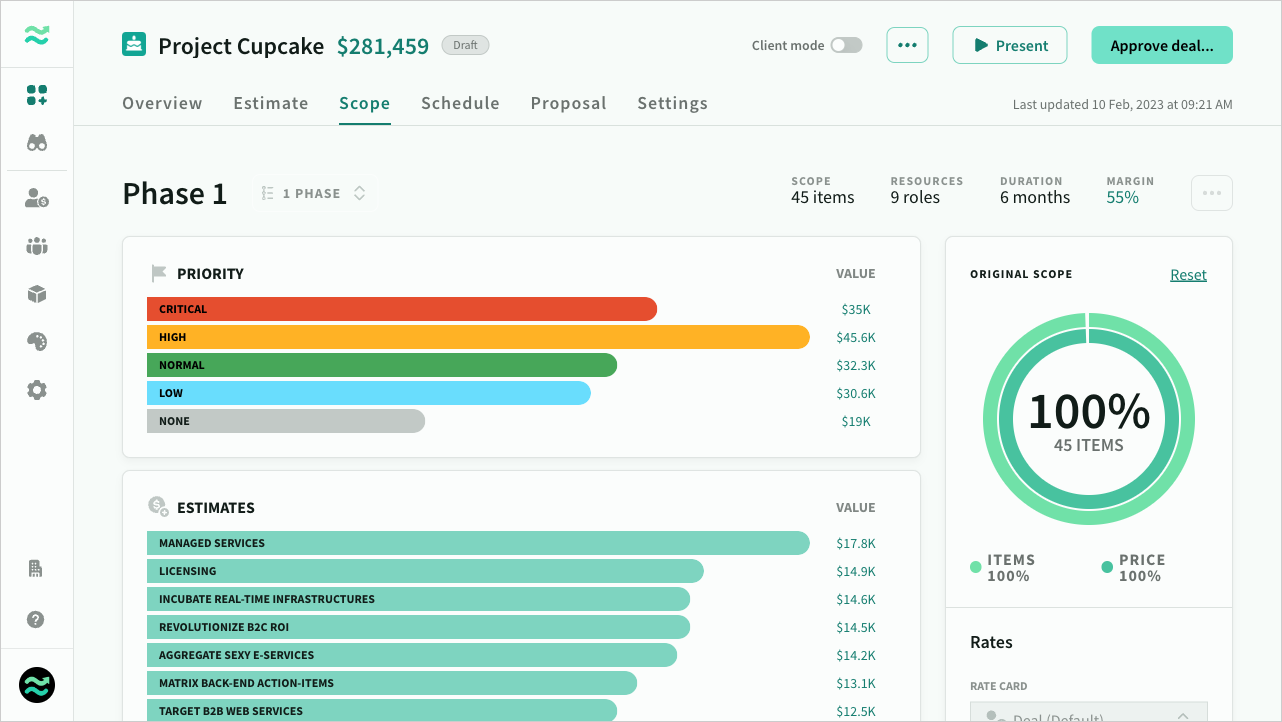 Project Cupcake $281,459 Draft
Client mode
Present
Approve deal...
Overview Estimate Scope Schedule Proposal Settings
Last updated 10 Feb, 2023 at 09:21 AM
Phase 1
1 PHASE
SCOPE RESOURCES DURATION MARGIN
45 items 9 roles 6 months 55%
PRIORITY VALUE
CRITICAL $35K
HIGH $45.6K
NORMAL $32.3K
LOW $30.6K
NONE $19K
ESTIMATES VALUE
MANAGED SERVICES $17.8K
LICENSING $14.9K
INCUBATE REAL-TIME INFRASTRUCTURES $14.6K
REVOLUTIONIZE B2C ROI $14.5K
AGGREGATE SEXY E-SERVICES $14.2K
MATRIX BACK-END ACTION-ITEMS $13.1K
TARGET B2B WEB SERVICES $12.5K
ORIGINAL SCOPE Reset
100%
45 ITEMS
ITEMS PRICE
100% 100%
Rates
RATE CARD
Deal (Default)